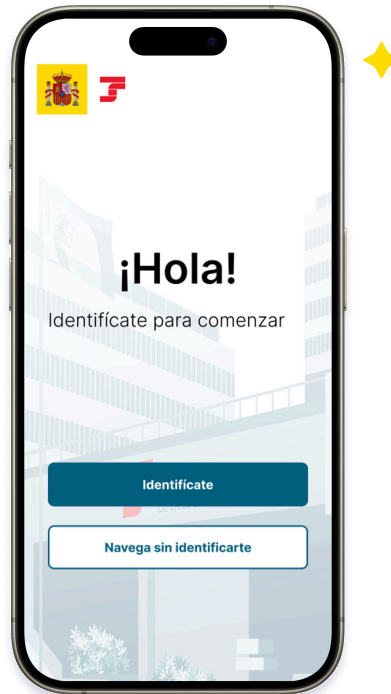 ¡Hola!
Identifícate para comenzar
Identifícate
Navega sin identificarte